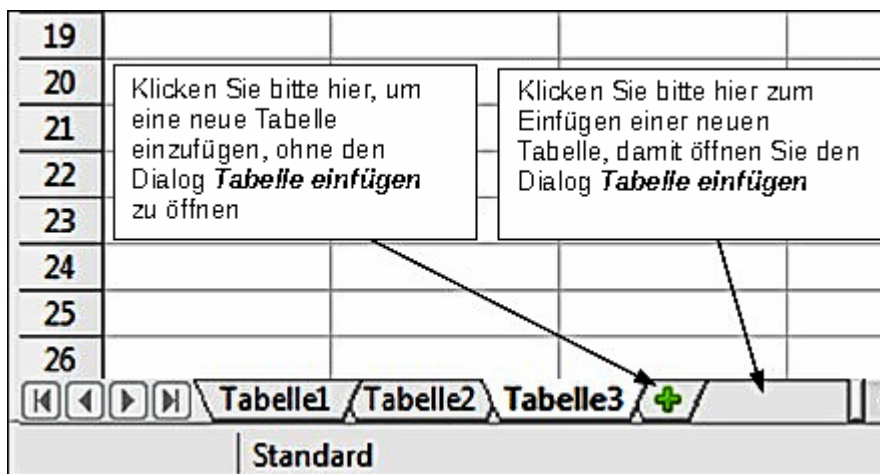 19
20
21
22
23
24
25
26
Klicken Sie bitte hier, um
eine neue Tabelle
einzufügen, ohne den
Dialog Tabelle einfügen
zu öffnen
Klicken Sie bitte hier zum
Einfügen einer neuen
Tabelle, damit öffnen Sie den
Dialog Tabelle einfügen
Tabelle1 Tabelle2 Tabelle3
Standard